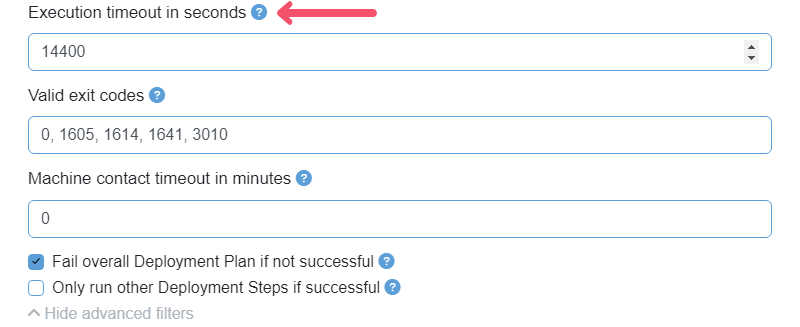 Execution timeout in seconds ?
14400
Valid exit codes ?
0, 1605, 1614, 1641, 3010
Machine contact timeout in minutes ?
0
Fail overall Deployment Plan if not successful ?
Only run other Deployment Steps if successful ?
Hide advanced filters